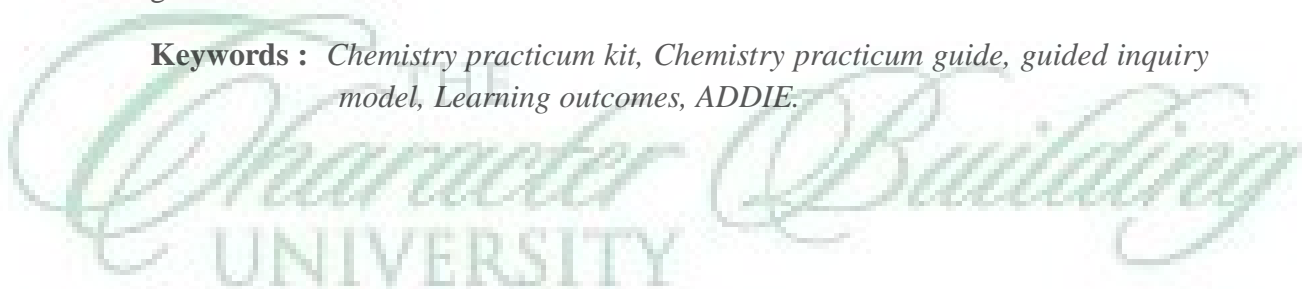 Keywords : Chemistry practicum kit, Chemistry practicum guide, guided inquiry
model, Learning outcomes, ADDIE.
THE
Character Building
UNIVERSITY